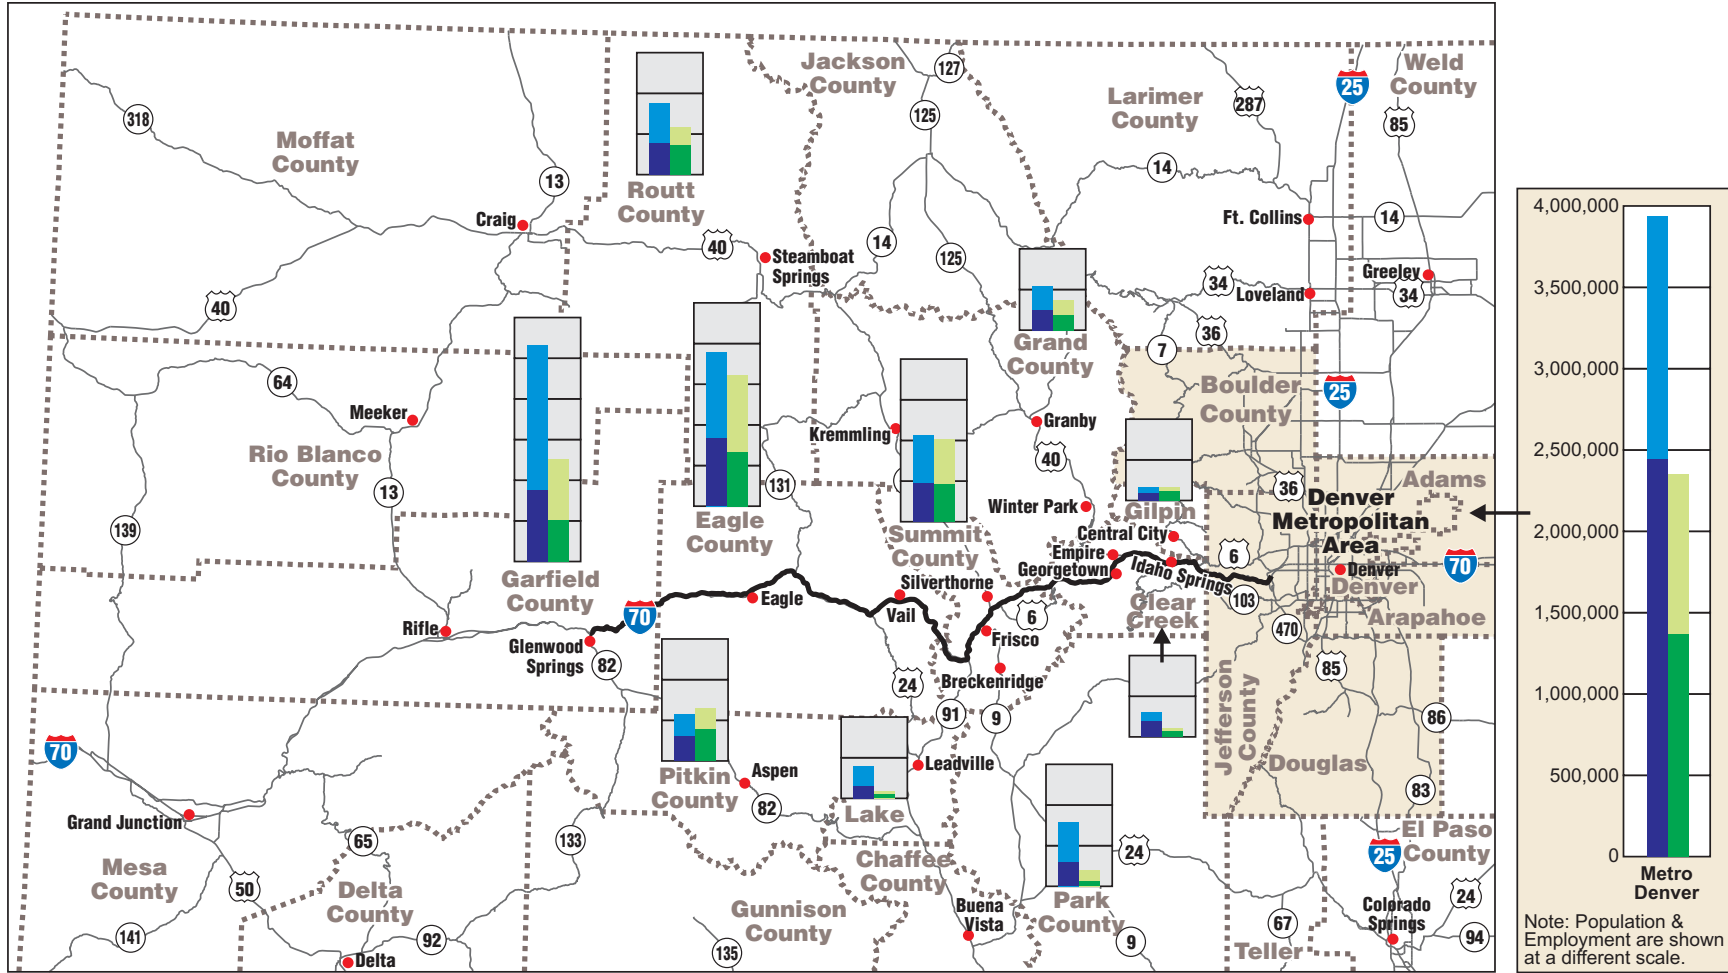 Jackson
County
127
Weld
County
25
Larimer
County
287
85
318
125
Moffat
County
14
13
Routt
County
Craig
Ft. Collins
14
40
14
125
Steamboat
Springs
Greeley
34
Loveland
34
40
36
Grand
County
7
64
Boulder
County
25
Meeker
Granby
Kremmling
Rio Blanco
County
40
13
131
36
Adams
Denver
Metropolitan
Area
Winter Park
Gilpin
Eagle
County
139
Summit
County
Central City
Empire
Georgetown
Idaho Springs
6
70
Denver
Denver
Garfield
County
Silverthorne
Eagle
Vail
Clear
Creek
103
Arapahoe
70
6
Rifle
Frisco
470
Glenwood
Springs
82
85
Breckenridge
24
91
9
86
Jefferson
County
70
Leadville
Douglas
Pitkin
County
Aspen
82
Lake
83
Grand Junction
65
133
El Paso
County
25
24
Mesa
County
50
Chaffee
County
Delta
County
24
Park
County
Buena
Vista
Gunnison
County
Colorado
Springs
67
141
92
9
94
135
Teller
Delta
4,000,000
3,500,000
3,000,000
2,500,000
2,000,000
1,500,000
1,000,000
500,000
0
Metro
Denver
Note: Population &
Employment are shown
at a different scale.